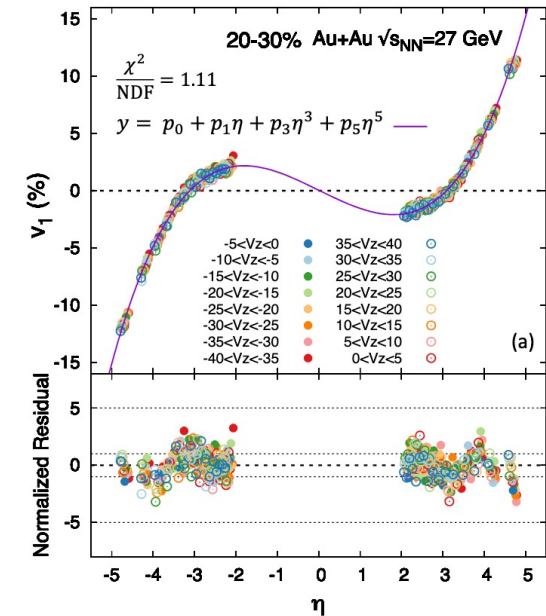 20-30% Au+Au √sNN=27 GeV
χ²/NDF = 1.11
y = p₀ + p₁η + p₃η³ + p₅η⁵
15
10
5
0
-5
-10
-15
v₁ (%)
-5<Vz<0 35<Vz<40
-10<Vz<-5 30<Vz<35
-15<Vz<-10 25<Vz<30
-20<Vz<-15 20<Vz<25
-25<Vz<-20 15<Vz<20
-30<Vz<-25 10<Vz<15
-35<Vz<-30 5<Vz<10
-40<Vz<-35 0<Vz<5
(a)
Normalized Residual
5
0
-5
-5 -4 -3 -2 -1 0 1 2 3 4 5
η